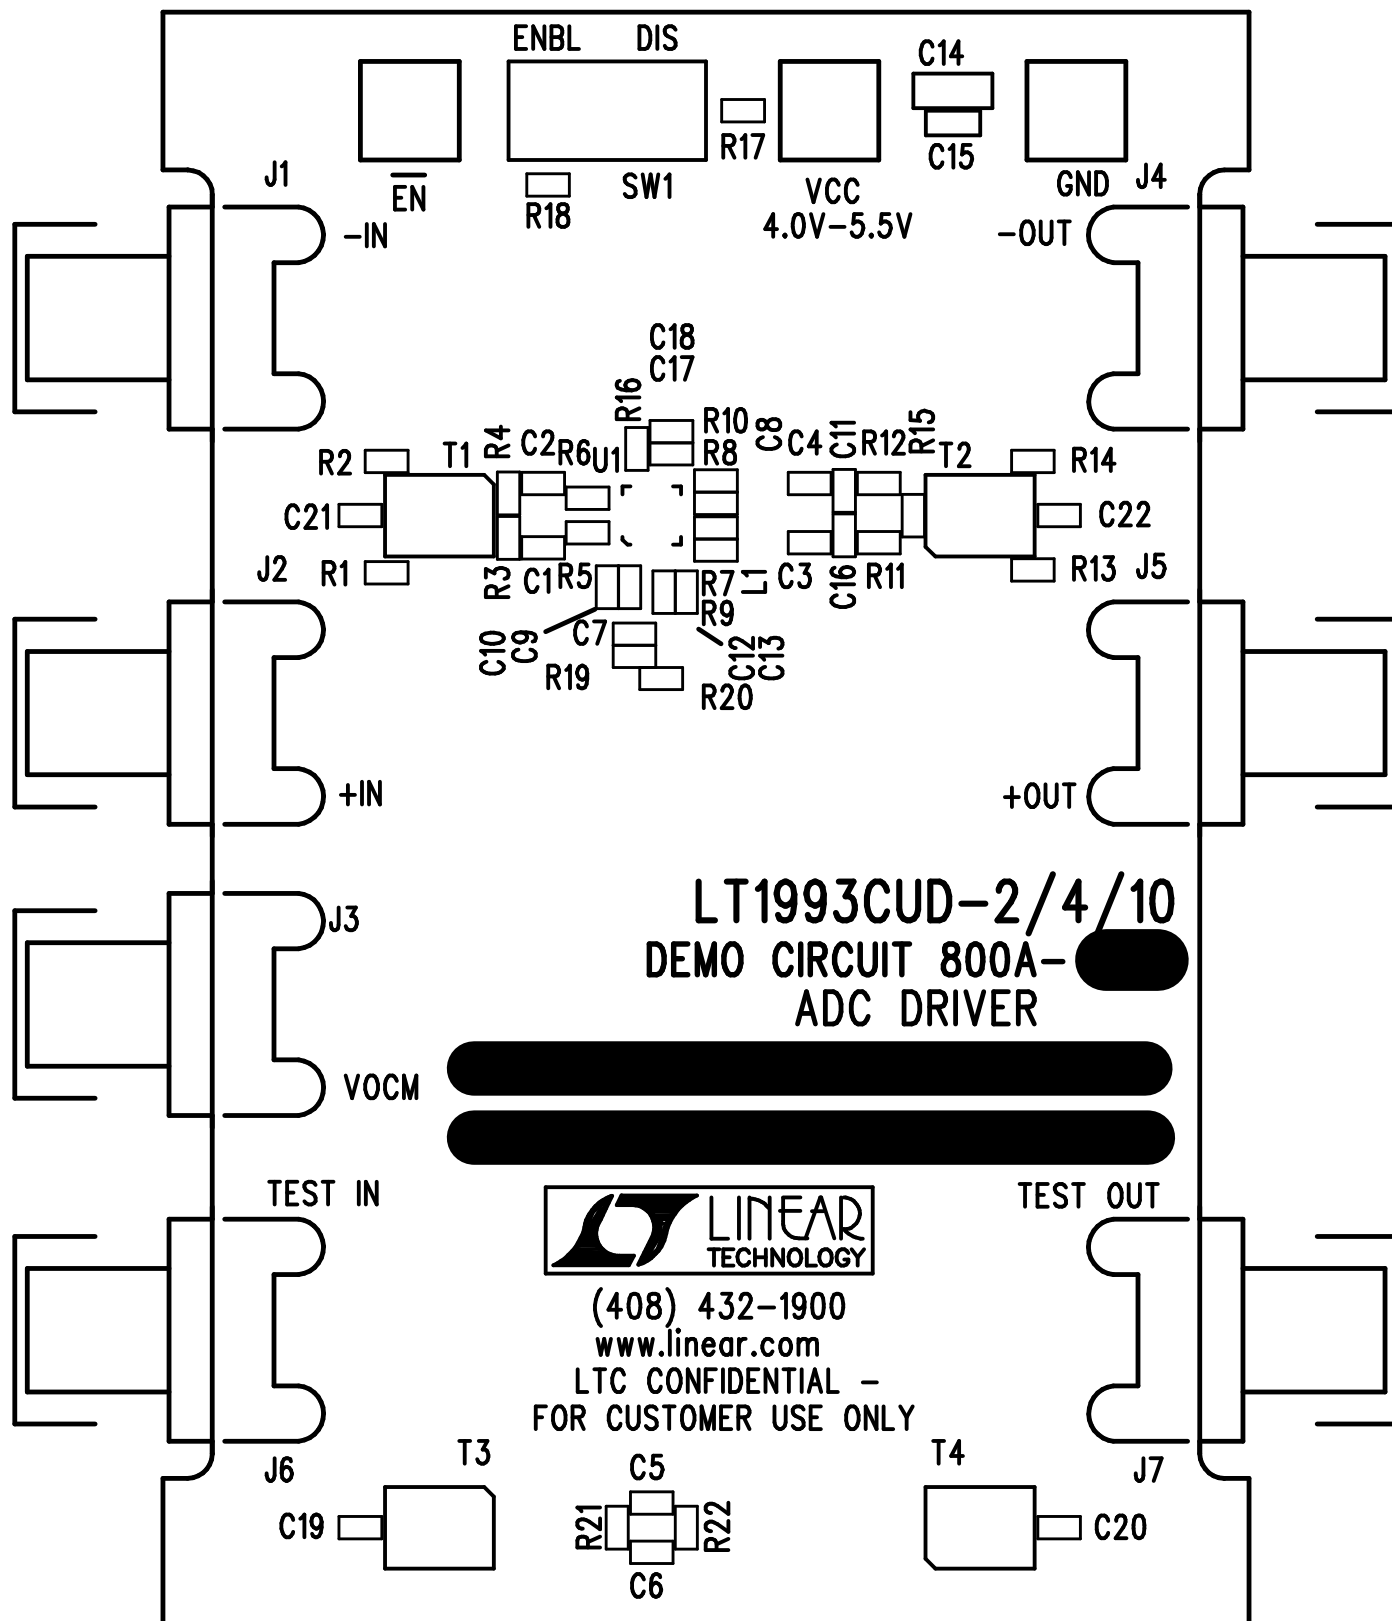 ENBL DIS
C14
R17
C15
J1
EN
R18
SW1
VCC
4.0V-5.5V
GND
J4
-IN
-OUT
C18
C17
R16
R10
R8
C8
R4
C2
R6
U1
C4
C11
R12
R15
T1
T2
R2
R14
C21
C22
J2
R1
R3
C1
R5
R7
R9
L1
C3
C16
R11
R13
J5
C10
C9
C7
C12
C13
R19
R20
+IN
+OUT
LT1993CUD-2/4/10
J3
DEMO CIRCUIT 800A-
ADC DRIVER
VOCM
TEST IN
TEST OUT
LINEAR
TECHNOLOGY
(408) 432-1900
www.linear.com
LTC CONFIDENTIAL -
FOR CUSTOMER USE ONLY
J6
T3
C5
T4
J7
C19
R21
R22
C20
C6